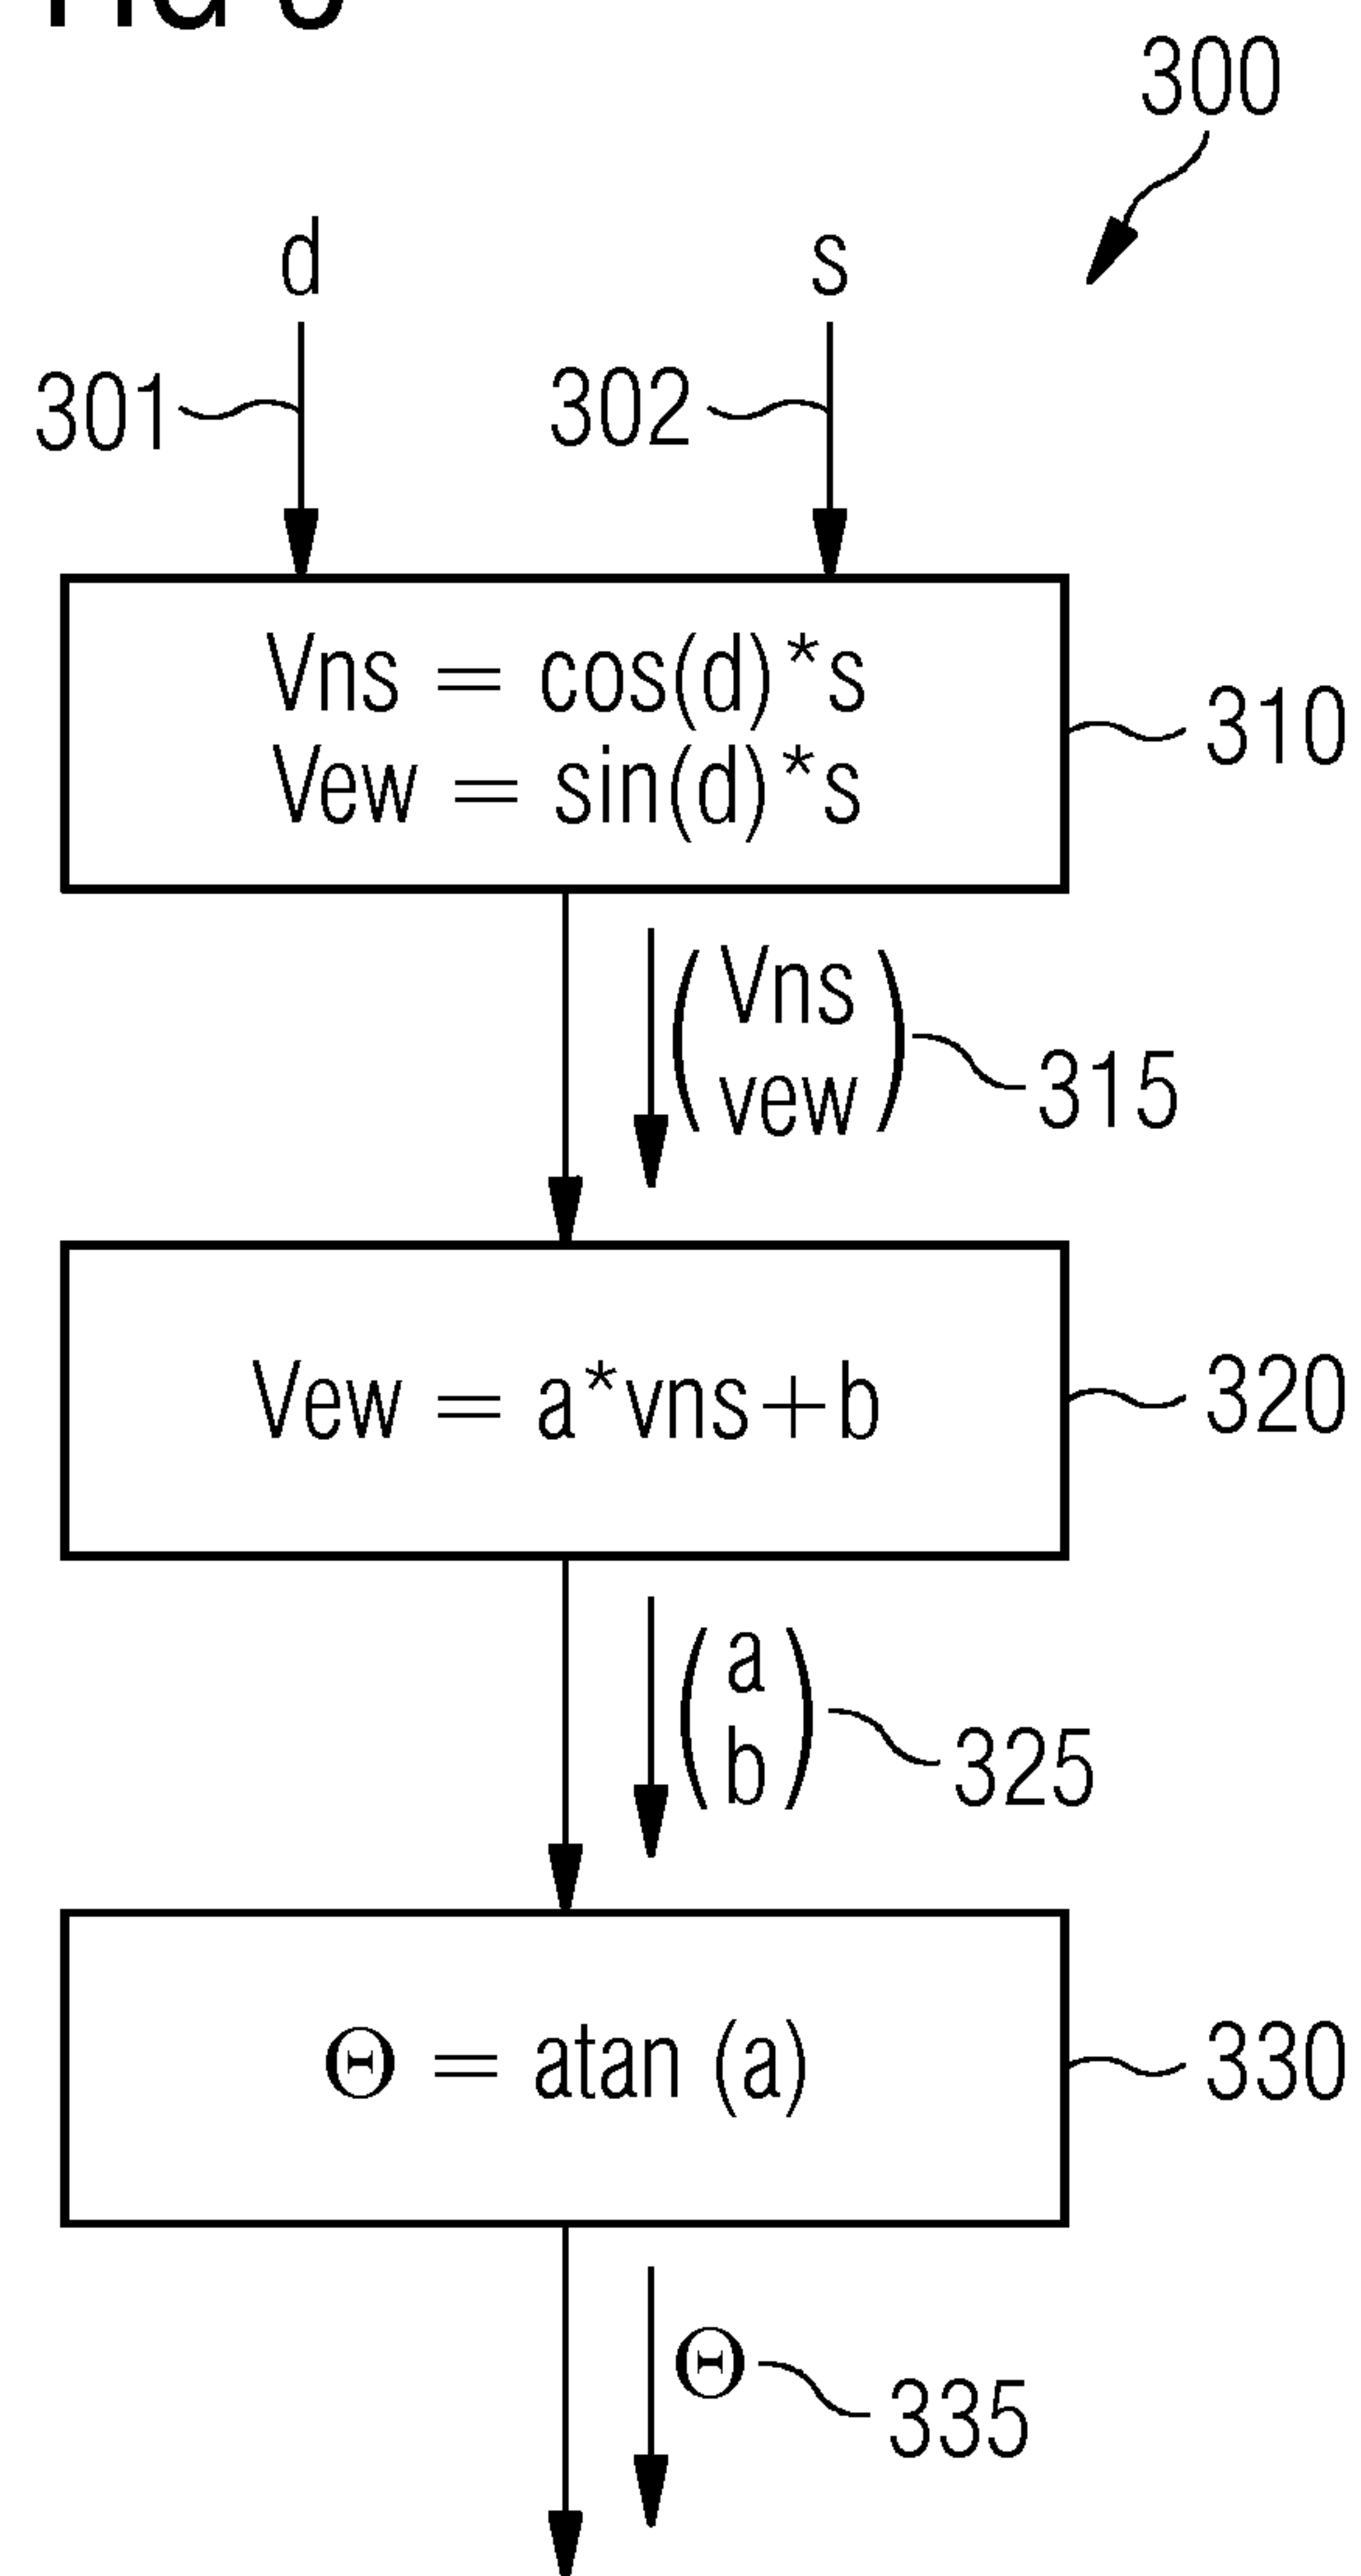 300
d
s
301
302
Vns = cos(d)*s
Vew = sin(d)*s
310
(Vns
vew)
315
Vew = a*vns+b
320
(a
b)
325
Θ = atan (a)
330
Θ
335